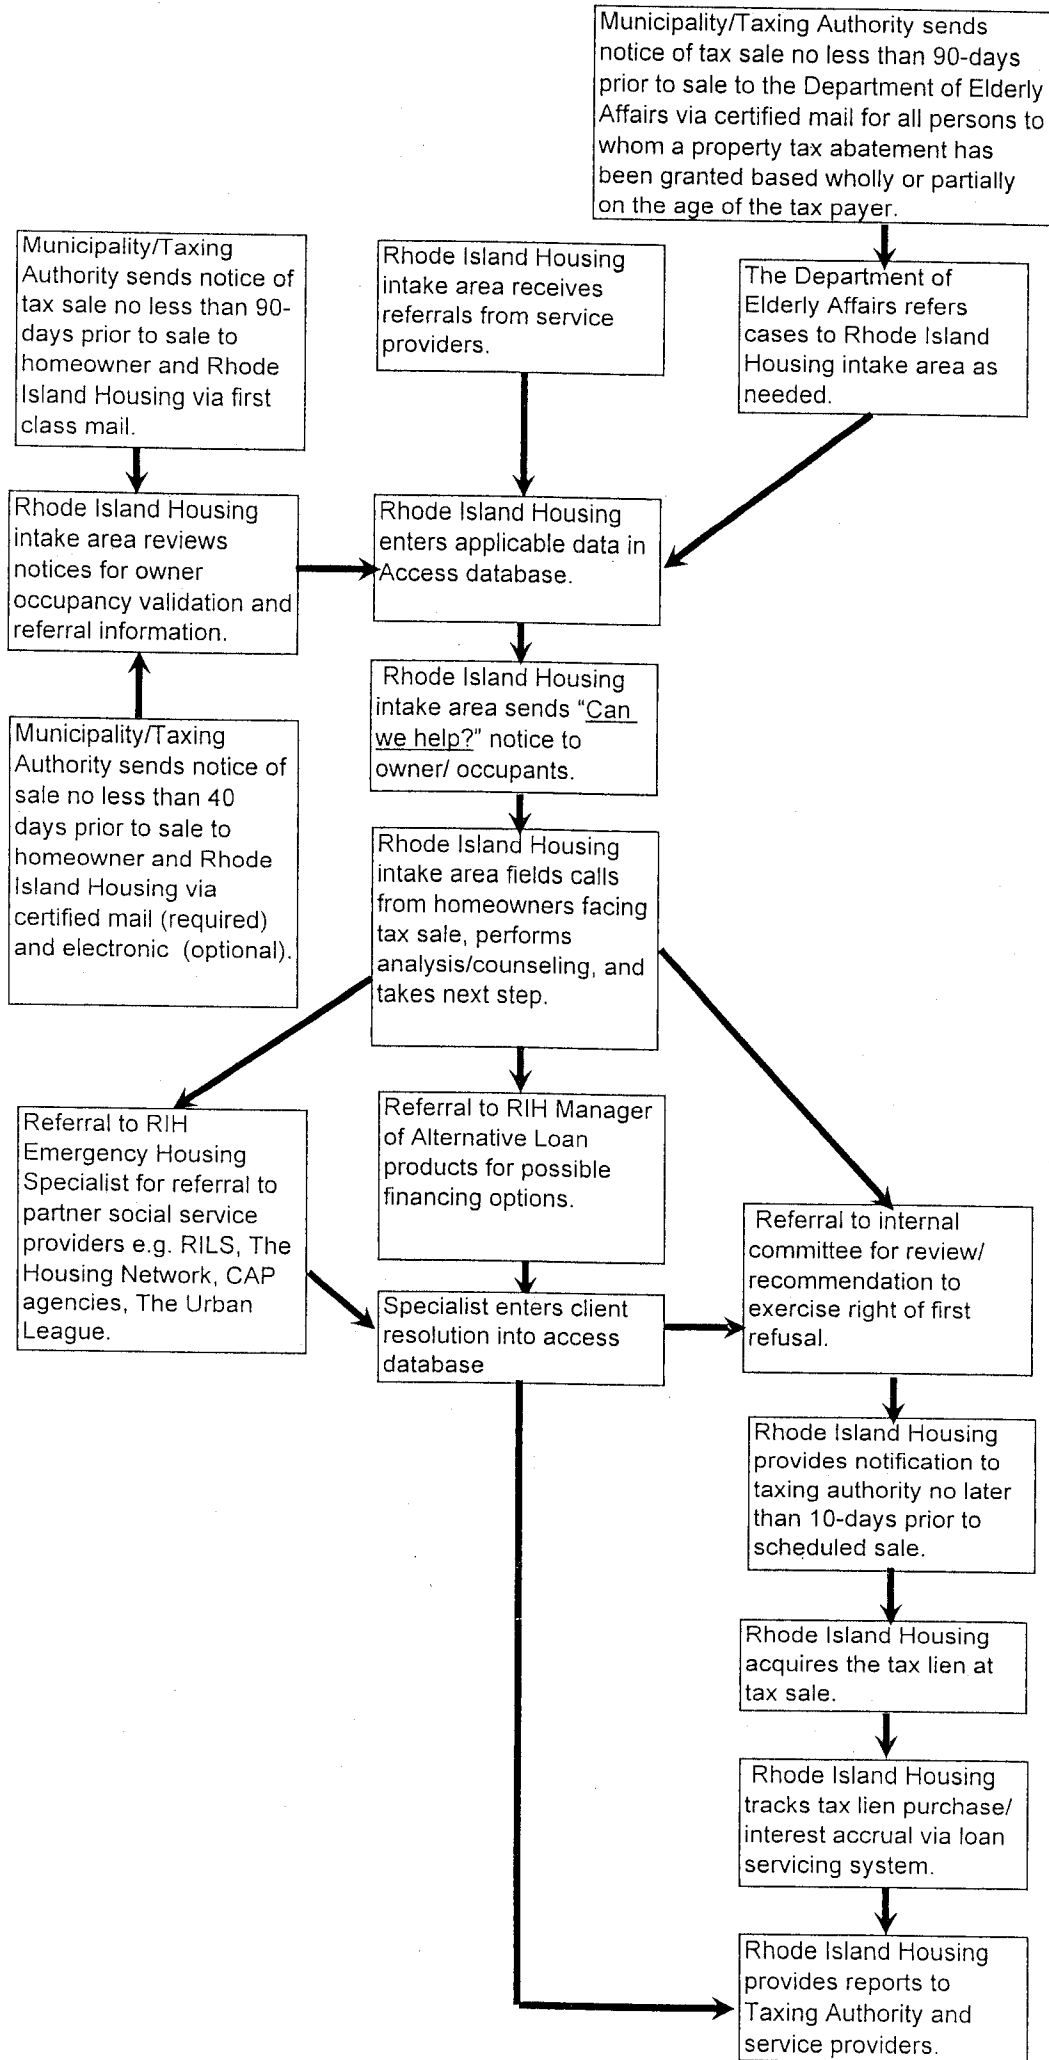 Municipality/Taxing Authority sends
notice of tax sale no less than 90-days
prior to sale to the Department of Elderly
Affairs via certified mail for all persons to
whom a property tax abatement has
been granted based wholly or partially
on the age of the tax payer.
Municipality/Taxing
Authority sends notice of
tax sale no less than 90-
days prior to sale to
homeowner and Rhode
Island Housing via first
class mail.
Rhode Island Housing
intake area receives
referrals from service
providers.
The Department of
Elderly Affairs refers
cases to Rhode Island
Housing intake area as
needed.
Rhode Island Housing
intake area reviews
notices for owner
occupancy validation and
referral information.
Rhode Island Housing
enters applicable data in
Access database.
Rhode Island Housing
intake area sends “Can
we help?” notice to
owner/ occupants.
Municipality/Taxing
Authority sends notice of
sale no less than 40
days prior to sale to
homeowner and Rhode
Island Housing via
certified mail (required)
and electronic (optional).
Rhode Island Housing
intake area fields calls
from homeowners facing
tax sale, performs
analysis/counseling, and
takes next step.
Referral to RIH
Emergency Housing
Specialist for referral to
partner social service
providers e.g. RILS, The
Housing Network, CAP
agencies, The Urban
League.
Referral to RIH Manager
of Alternative Loan
products for possible
financing options.
Referral to internal
committee for review/
recommendation to
exercise right of first
refusal.
Specialist enters client
resolution into access
database
Rhode Island Housing
provides notification to
taxing authority no later
than 10-days prior to
scheduled sale.
Rhode Island Housing
acquires the tax lien at
tax sale.
Rhode Island Housing
tracks tax lien purchase/
interest accrual via loan
servicing system.
Rhode Island Housing
provides reports to
Taxing Authority and
service providers.